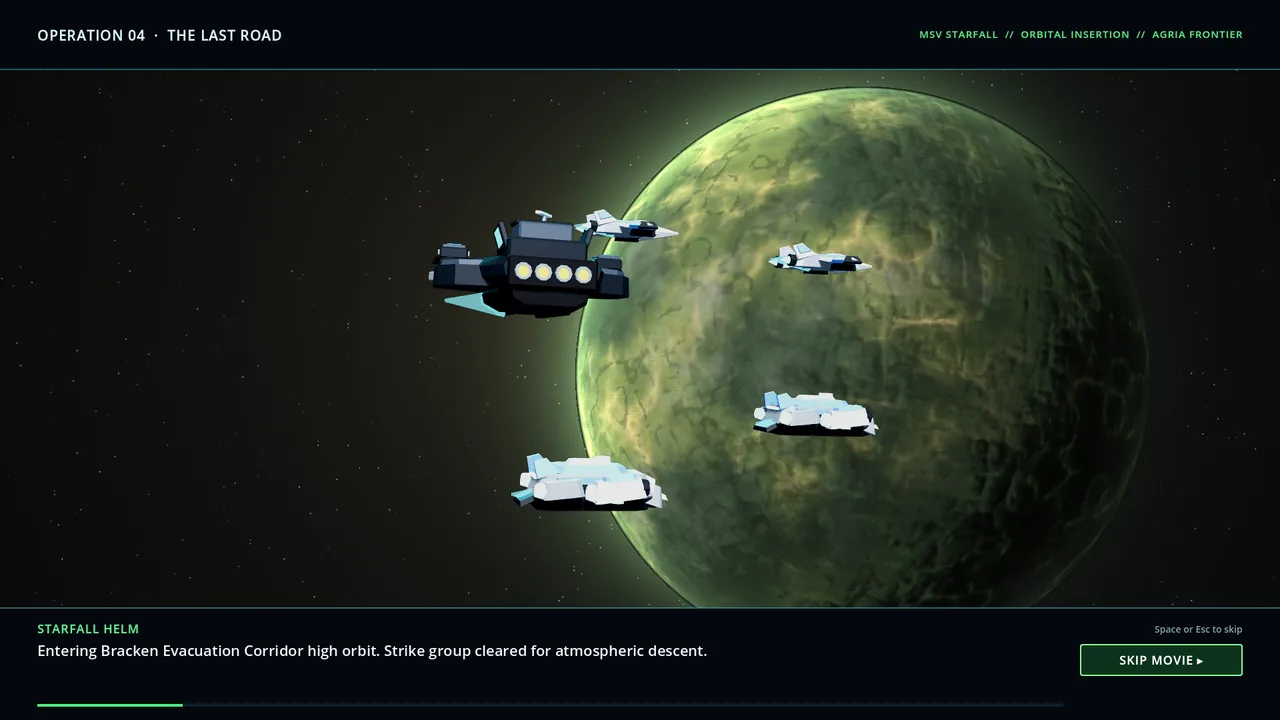 OPERATION 04 · THE LAST ROAD
MSV STARFALL // ORBITAL INSERTION // AGRIA FRONTIER
STARFALL HELM
Entering Bracken Evacuation Corridor high orbit. Strike group cleared for atmospheric descent.
Space or Esc to skip
SKIP MOVIE ▸